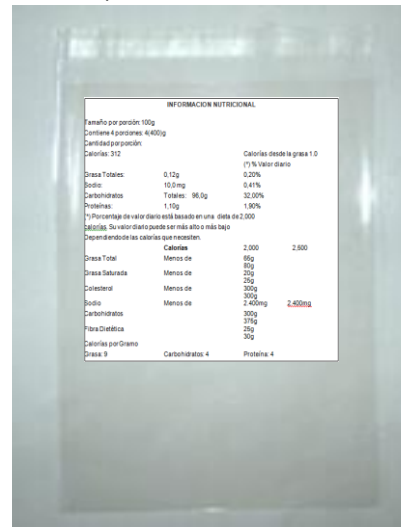 INFORMACION NUTRICIONAL
Tamaño por porción: 100g
Contiene 4 porciones: 4(400)g
Cantidad por porción:
Calorías: 312 Calorías desde la grasa 1.0
(*) % Valor diario
Grasa Totales: 0,12g 0,20%
Sodio: 10,0 mg 0,41%
Carbohidratos Totales: 96,0g 32,00%
Proteínas: 1,10g 1,90%
(*) Porcentaje de valor diario está basado en una dieta de 2,000
calorías. Su valor diario puede ser más alto o más bajo
Dependiendo de las calorías que necesiten.
Calorías 2,000 2,500
Grasa Total Menos de 65g
80g
Grasa Saturada Menos de 20g
25g
Colesterol Menos de 300g
300g
Sodio Menos de 2.400mg 2.400mg
Carbohidratos 300g
375g
Fibra Dietética 25g
30g
Calorías por Gramo
Grasa: 9 Carbohidratos: 4 Proteína: 4